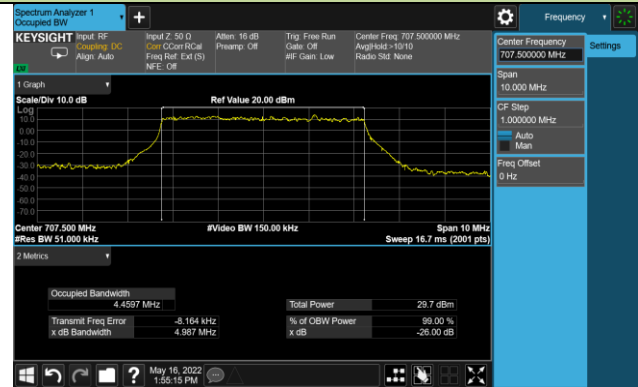 Spectrum Analyzer 1
Occupied BW
Frequency
KEYSIGHT
Input: RF
Coupling: DC
Align: Auto
Input Z: 50 Ω
Corr CCorr RCal
Freq Ref: Ext (S)
NFE: Off
Atten: 16 dB
Preamp: Off
Trig: Free Run
Gate: Off
#IF Gain: Low
Center Freq: 707.500000 MHz
Avg|Hold:>10/10
Radio Std: None
LXI
Center Frequency
707.500000 MHz
Settings
Span
10.000 MHz
CF Step
1.000000 MHz
Auto
Man
Freq Offset
0 Hz
1 Graph
Scale/Div 10.0 dB
Ref Value 20.00 dBm
Log
10.0
0.00
-10.0
-20.0
-30.0
-40.0
-50.0
-60.0
-70.0
Center 707.500 MHz
#Video BW 150.00 kHz
Span 10 MHz
#Res BW 51.000 kHz
Sweep 16.7 ms (2001 pts)
2 Metrics
Occupied Bandwidth
4.4597 MHz
Total Power 29.7 dBm
Transmit Freq Error -8.164 kHz
% of OBW Power 99.00 %
x dB Bandwidth 4.987 MHz
x dB -26.00 dB
May 16, 2022
1:55:15 PM